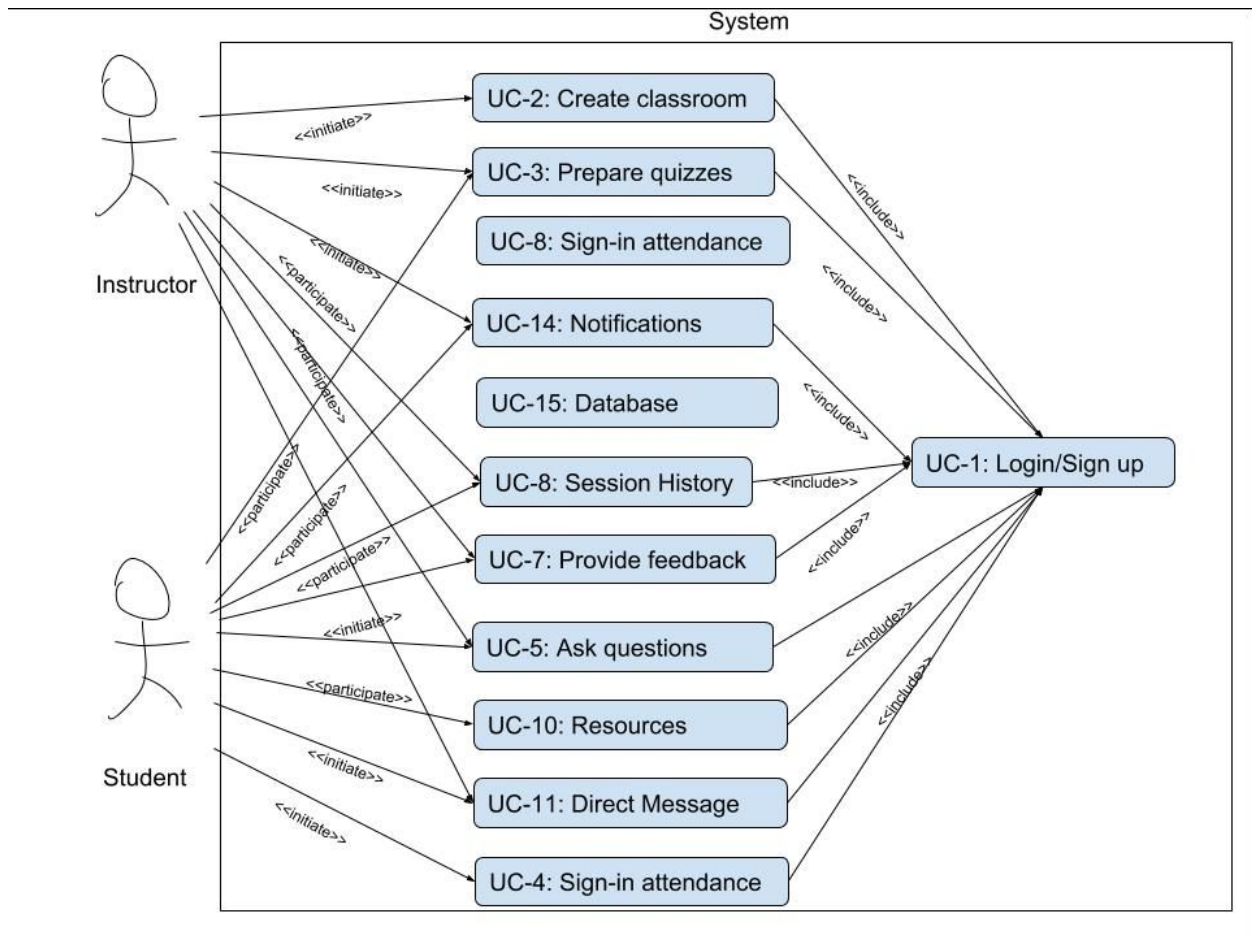 System
UC-2: Create classroom
<<initiate>>
UC-3: Prepare quizzes
<<include>>
<<initiate>>
UC-8: Sign-in attendance
<<initiate>>
<<participate>>
<<include>>
Instructor
UC-14: Notifications
<<participate>>
UC-15: Database
<<include>>
UC-1: Login/Sign up
<<participate>>
UC-8: Session History
<<include>>
<<participate>>
<<participate>>
UC-7: Provide feedback
<<include>>
<<initiate>>
UC-5: Ask questions
<<include>>
<<participate>>
<<include>>
UC-10: Resources
Student
<<initiate>>
UC-11: Direct Message
<<initiate>>
UC-4: Sign-in attendance